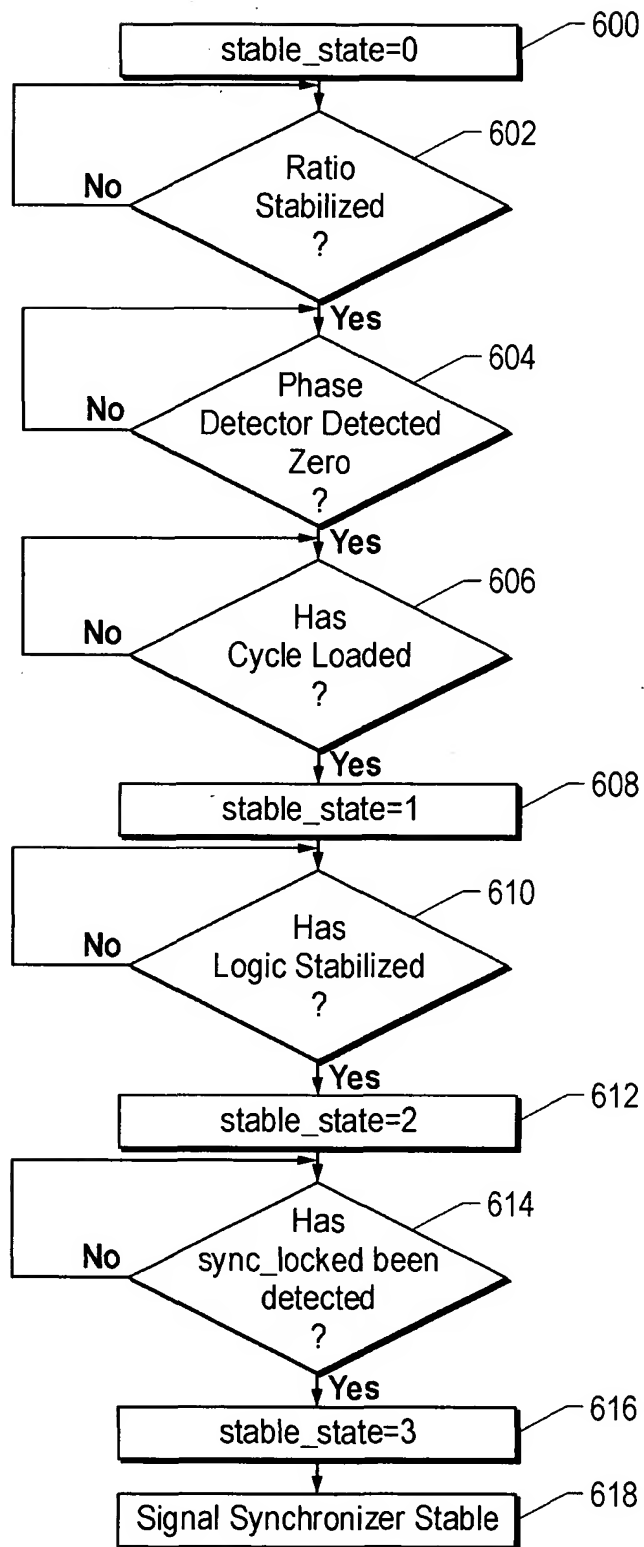 stable_state=0
600
602
Ratio
Stabilized
?
No
Yes
604
Phase
Detector Detected
Zero
?
No
Yes
606
Has
Cycle Loaded
?
No
Yes
stable_state=1
608
610
Has
Logic Stabilized
?
No
Yes
stable_state=2
612
614
Has
sync_locked been
detected
?
No
Yes
stable_state=3
616
Signal Synchronizer Stable
618